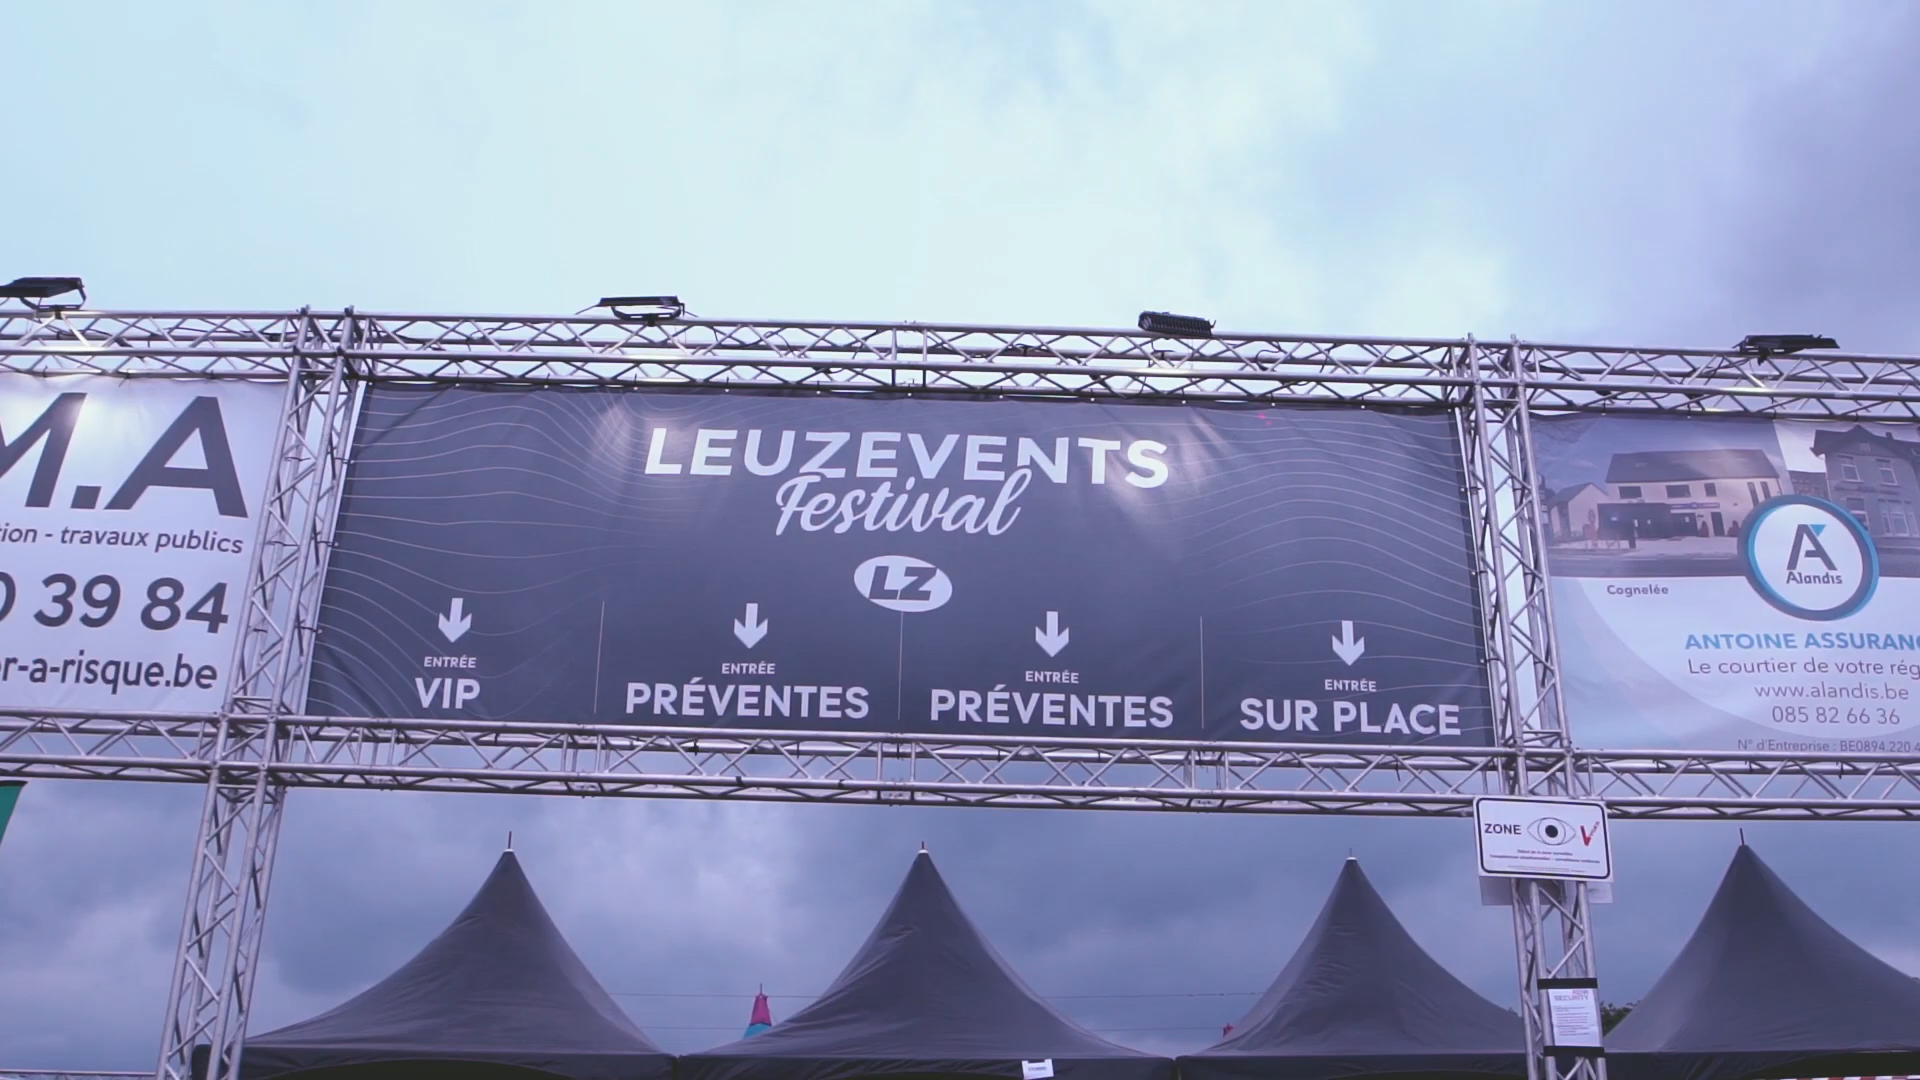 M.A
tion - travaux publics
0 39 84
er-a-risque.be
LEUZEVENTS
Festival
LZ
ENTRÉE
VIP
ENTRÉE
PRÉVENTES
ENTRÉE
PRÉVENTES
ENTRÉE
SUR PLACE
Cognelée
A
Alandis
ANTOINE ASSURANC
Le courtier de votre rég
www.alandis.be
085 82 66 36
N° d'Entreprise : BE0894.220.4
ZONE
SECURITY